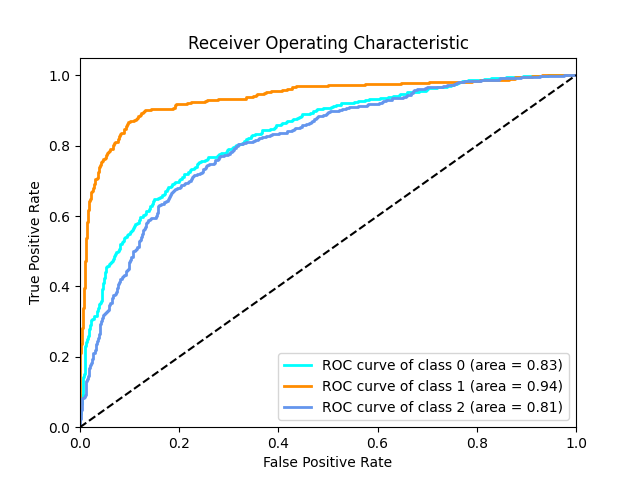 Receiver Operating Characteristic
1.0
0.8
0.6
0.4
0.2
0.0
True Positive Rate
ROC curve of class 0 (area = 0.83)
ROC curve of class 1 (area = 0.94)
ROC curve of class 2 (area = 0.81)
0.0 0.2 0.4 0.6 0.8 1.0
False Positive Rate